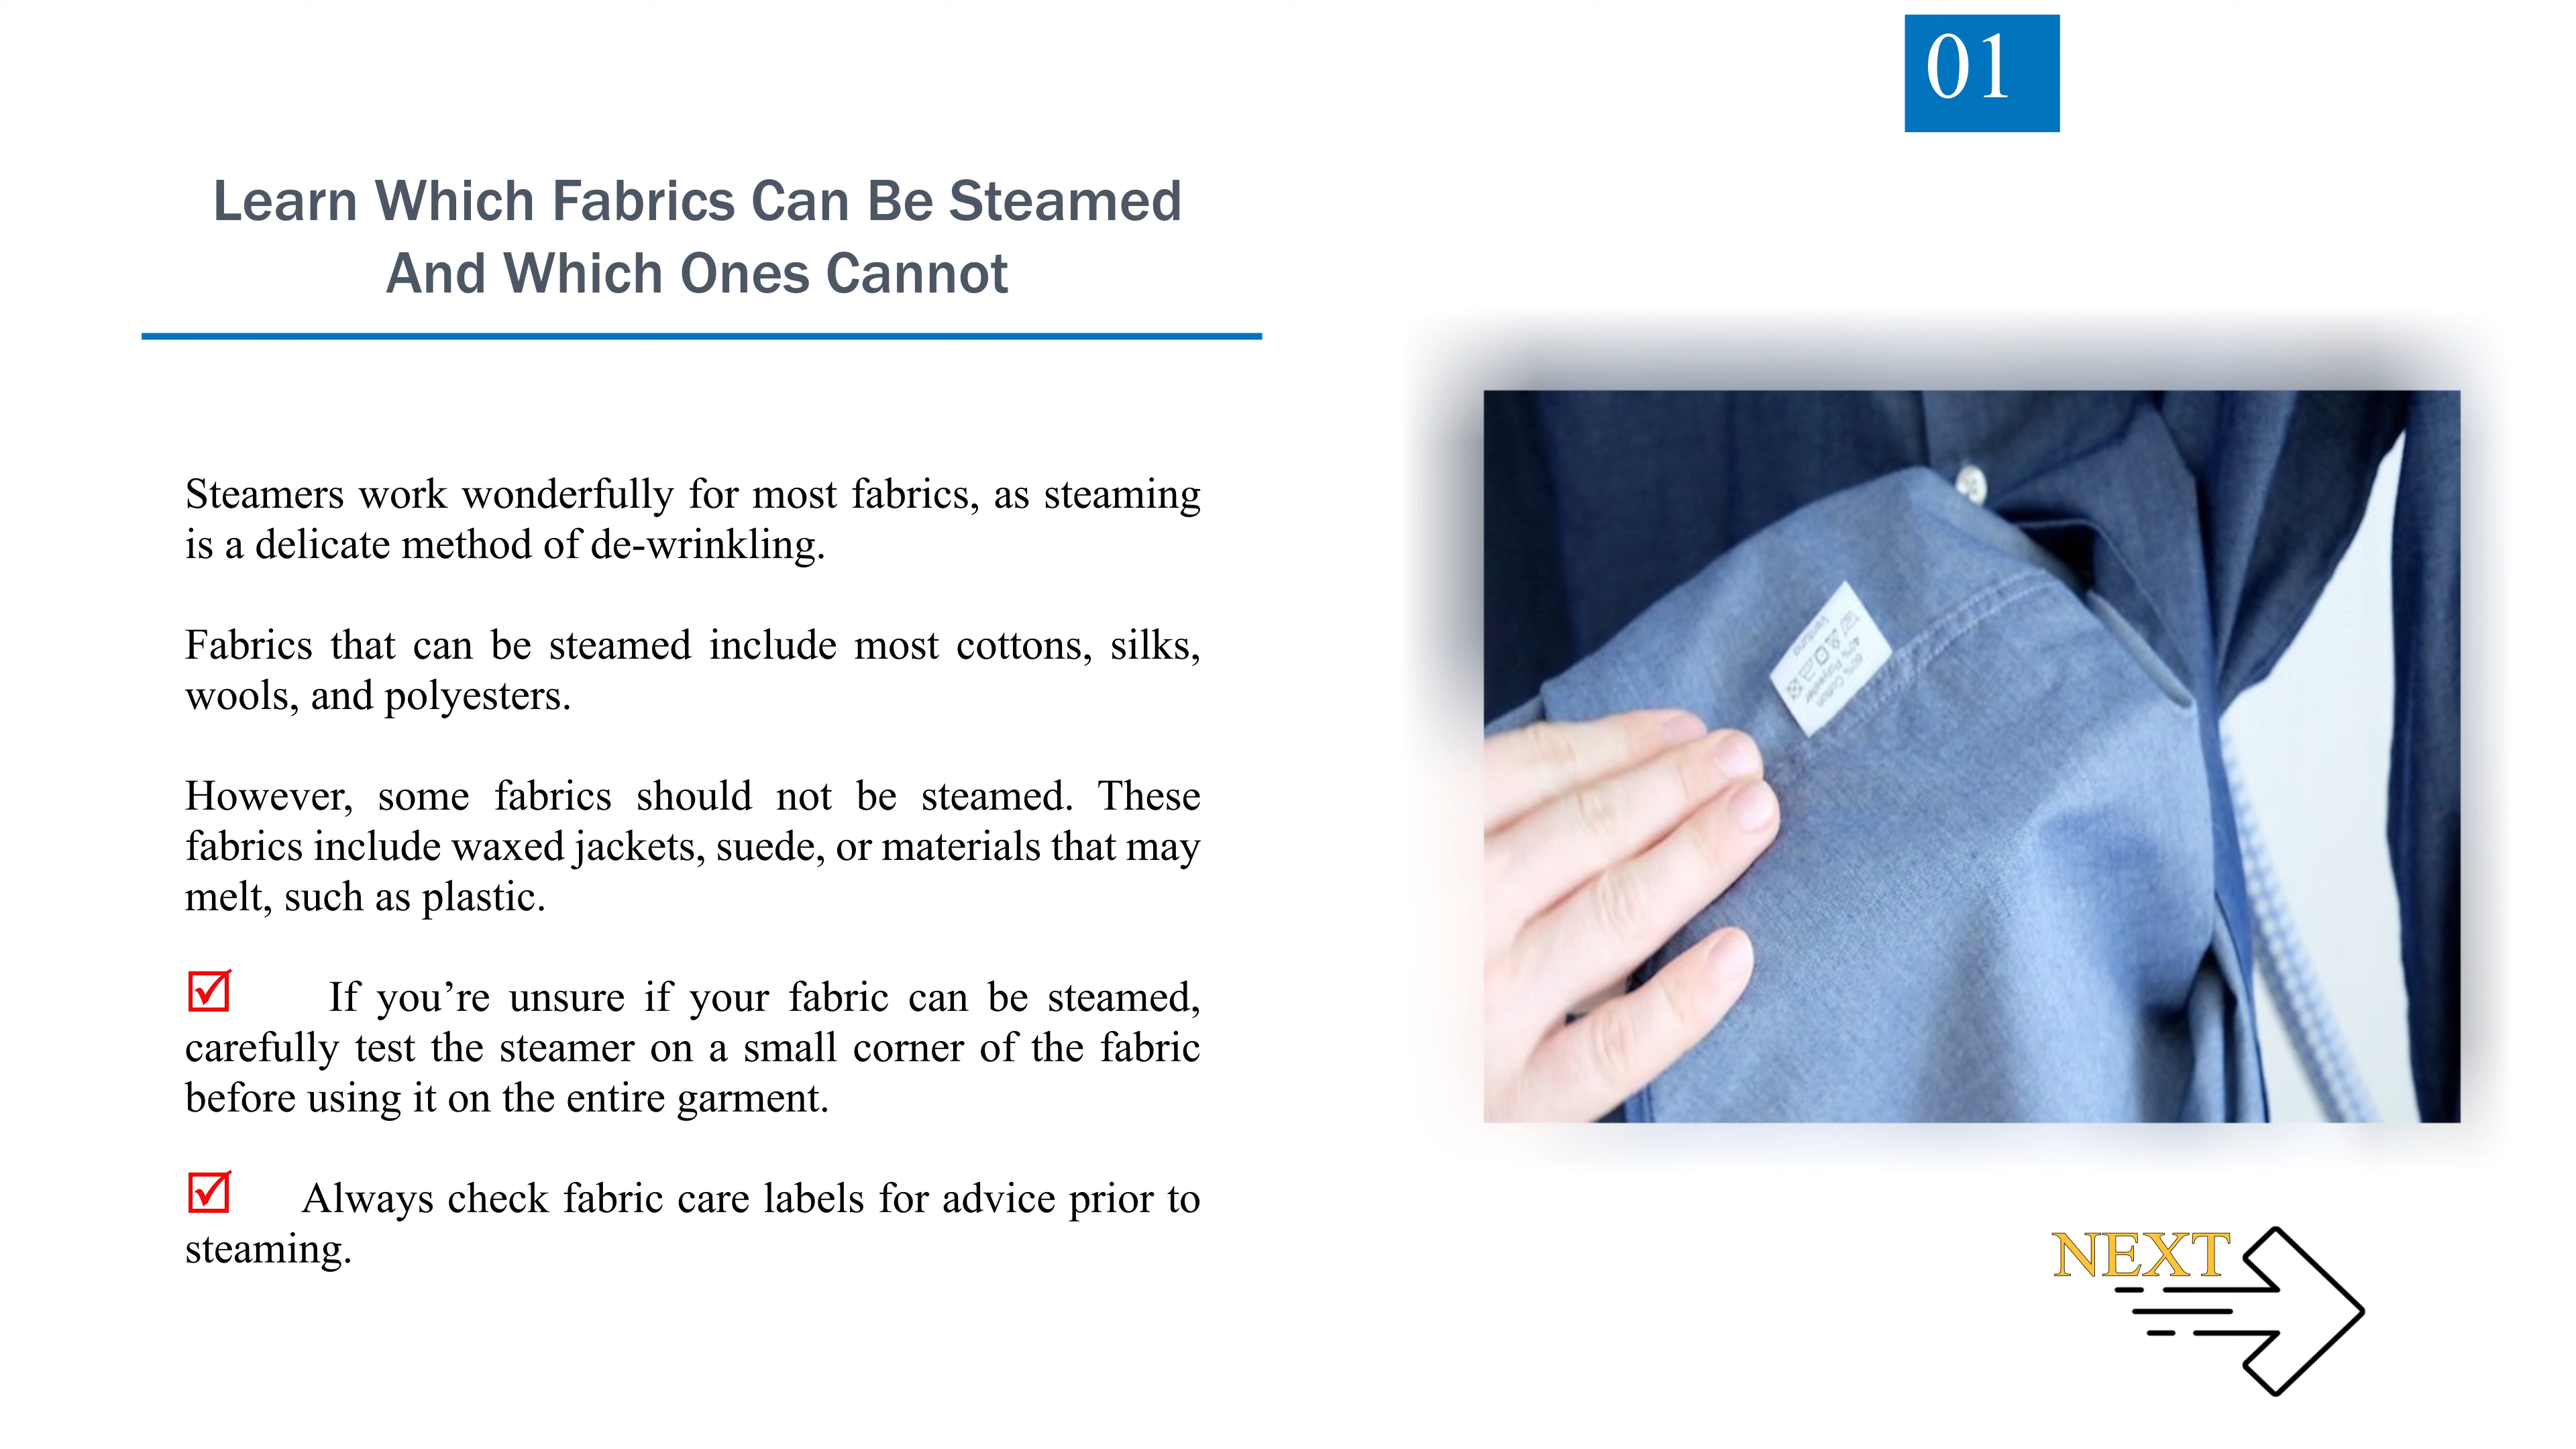 01
Learn Which Fabrics Can Be Steamed
And Which Ones Cannot
Steamers work wonderfully for most fabrics, as steaming
is a delicate method of de-wrinkling.
Fabrics that can be steamed include most cottons, silks,
wools, and polyesters.
However, some fabrics should not be steamed. These
fabrics include waxed jackets, suede, or materials that may
melt, such as plastic.
If you’re unsure if your fabric can be steamed,
carefully test the steamer on a small corner of the fabric
before using it on the entire garment.
Always check fabric care labels for advice prior to
steaming.
60% Cotton
40% Polyester
NEXT